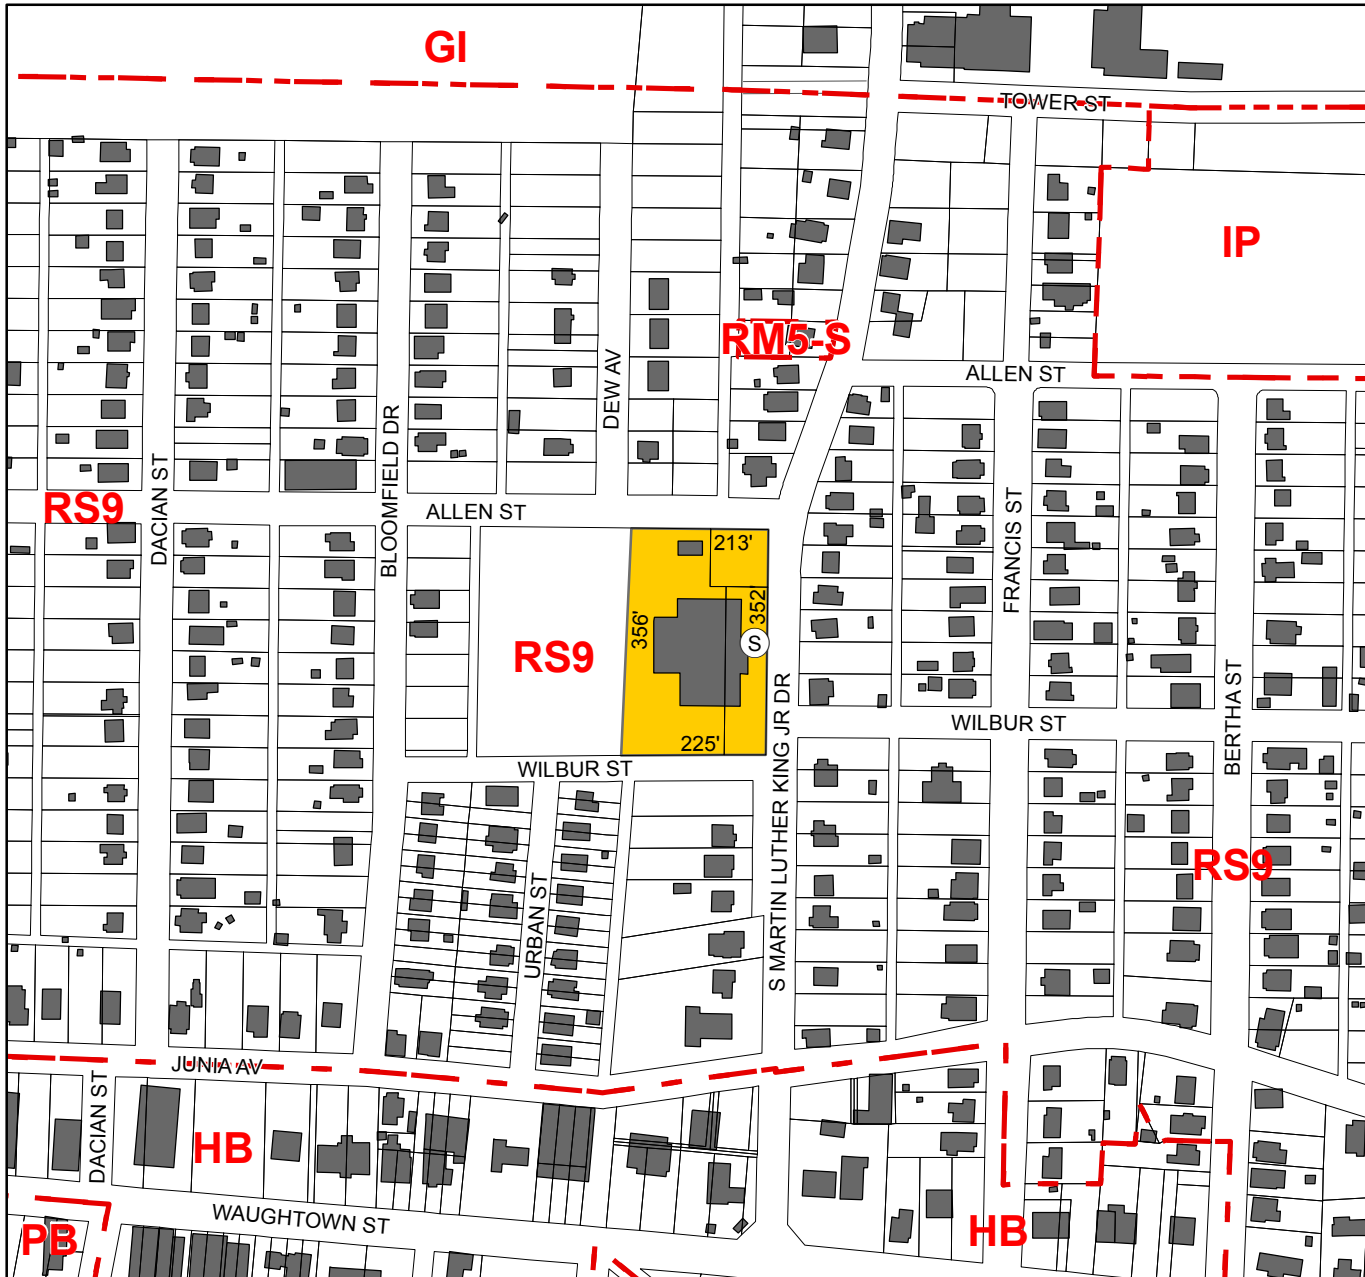 GI
TOWER ST
IP
RM5-S
ALLEN ST
DEW AV
BLOOMFIELD DR
DACIAN ST
RS9
ALLEN ST
FRANCIS ST
213'
352'
356'
S
RS9
225'
S MARTIN LUTHER KING JR DR
WILBUR ST
BERTHA ST
WILBUR ST
RS9
URBAN ST
JUNIA AV
DACIAN ST
HB
WAUGHTOWN ST
PB
HB